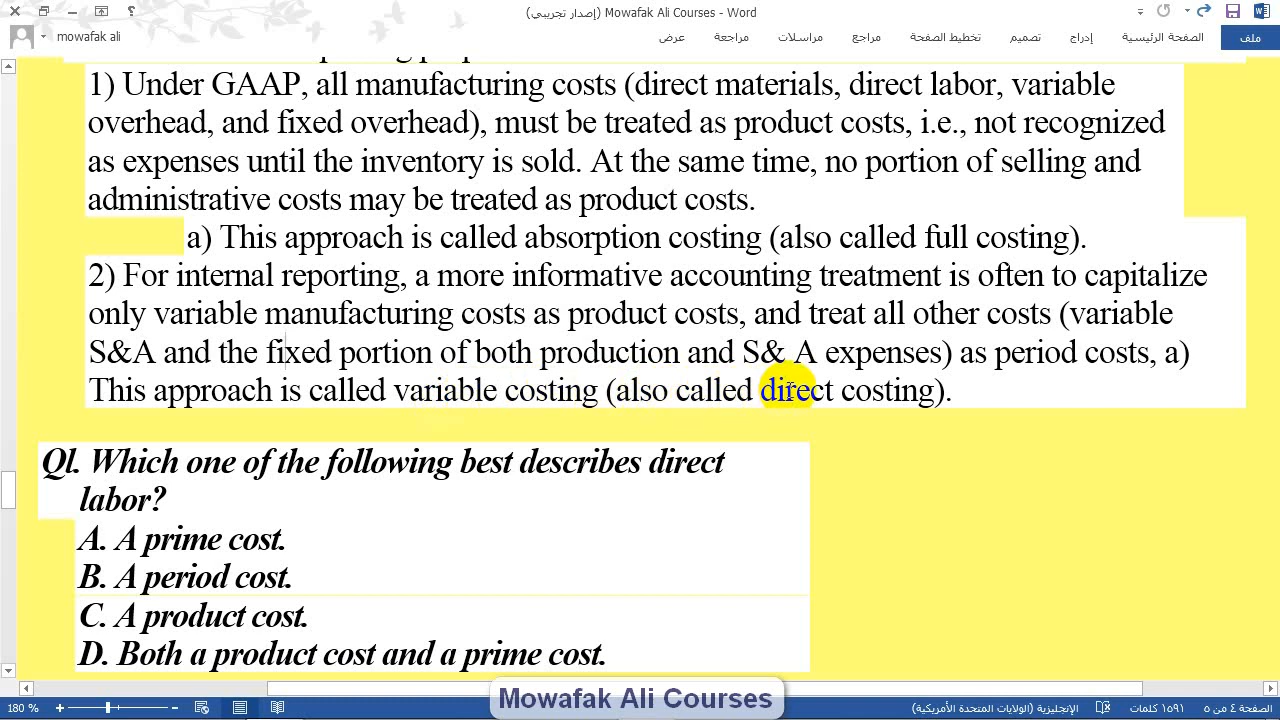 Mowafak Ali Courses - Word (إصدار تجريبي)
mowafak ali
ملف
الصفحة الرئيسية
إدراج
تصميم
تخطيط الصفحة
مراجع
مراسلات
مراجعة
عرض
1) Under GAAP, all manufacturing costs (direct materials, direct labor, variable
overhead, and fixed overhead), must be treated as product costs, i.e., not recognized
as expenses until the inventory is sold. At the same time, no portion of selling and
administrative costs may be treated as product costs.
a) This approach is called absorption costing (also called full costing).
2) For internal reporting, a more informative accounting treatment is often to capitalize
only variable manufacturing costs as product costs, and treat all other costs (variable
S&A and the fixed portion of both production and S& A expenses) as period costs, a)
This approach is called variable costing (also called direct costing).
Ql. Which one of the following best describes direct
labor?
A. A prime cost.
B. A period cost.
C. A product cost.
D. Both a product cost and a prime cost.
Mowafak Ali Courses
الصفحة ٤ من ٥
١٥٩١ كلمات
الإنجليزية (الولايات المتحدة الأمريكية)
180 %